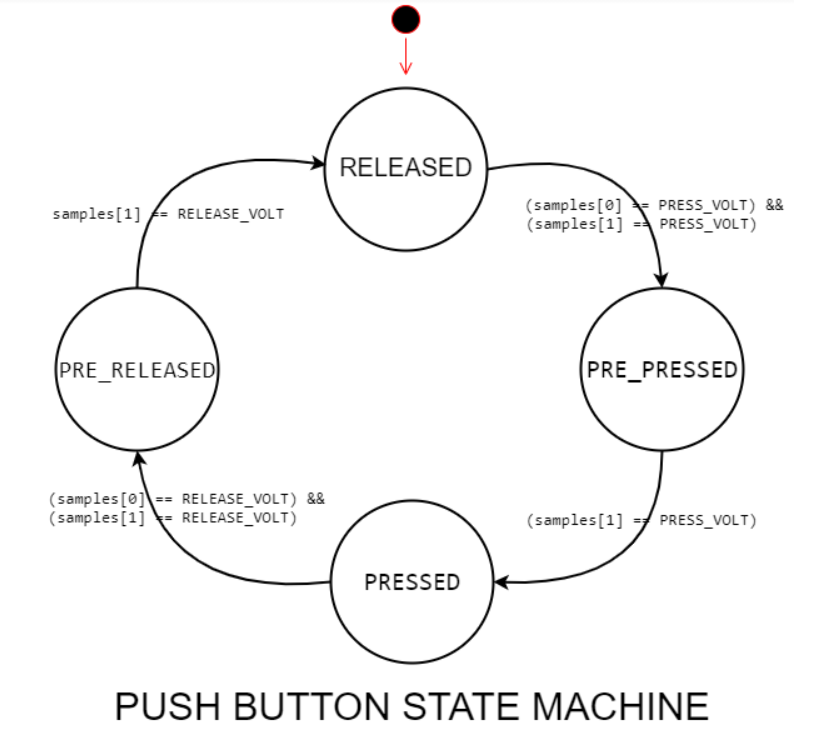 RELEASED
samples[1] == RELEASE_VOLT
(samples[0] == PRESS_VOLT) &&
(samples[1] == PRESS_VOLT)
PRE_RELEASED
PRE_PRESSED
(samples[0] == RELEASE_VOLT) &&
(samples[1] == RELEASE_VOLT)
(samples[1] == PRESS_VOLT)
PRESSED
PUSH BUTTON STATE MACHINE